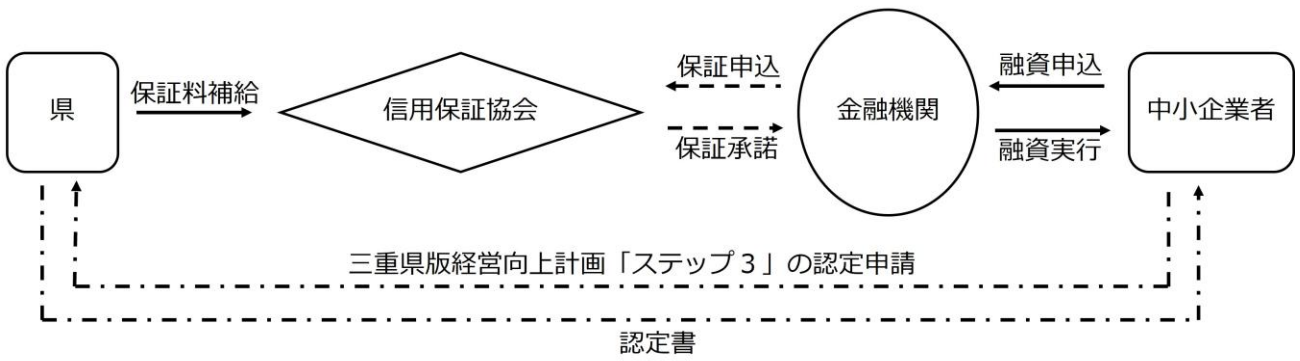 県
保証料補給
信用保証協会
保証申込
保証承諾
金融機関
融資申込
融資実行
中小企業者
三重県版経営向上計画「ステップ３」の認定申請
認定書